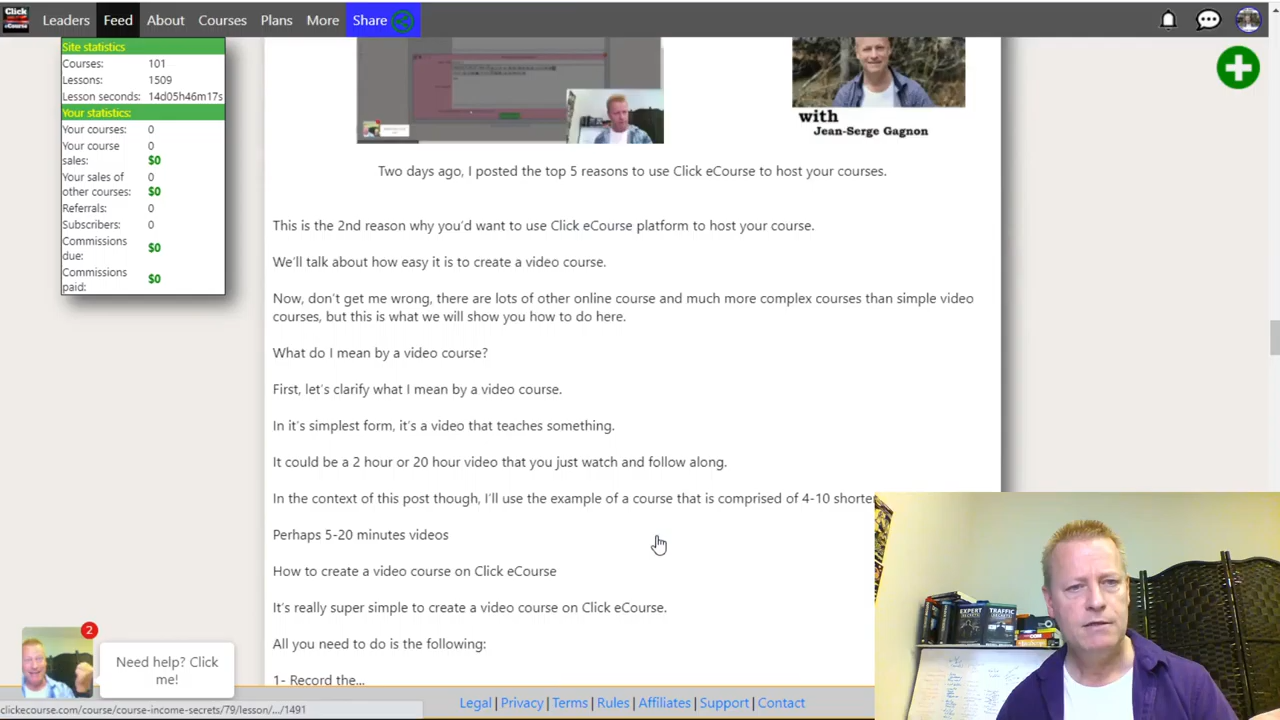 Click
eCourse
Leaders Feed About Courses Plans More Share
Site statistics
Courses: 101
Lessons: 1509
Lesson seconds: 14d05h46m17s
Your statistics:
Your courses: 0
Your course sales: 0 $0
Your sales of other courses: 0 $0
Referrals: 0
Subscribers: 0
Commissions due: $0
Commissions paid: $0
with
Jean-Serge Gagnon
Two days ago, I posted the top 5 reasons to use Click eCourse to host your courses.
This is the 2nd reason why you'd want to use Click eCourse platform to host your course.
We'll talk about how easy it is to create a video course.
Now, don't get me wrong, there are lots of other online course and much more complex courses than simple video
courses, but this is what we will show you how to do here.
What do I mean by a video course?
First, let's clarify what I mean by a video course.
In it's simplest form, it's a video that teaches something.
It could be a 2 hour or 20 hour video that you just watch and follow along.
In the context of this post though, I'll use the example of a course that is comprised of 4-10 shorte
Perhaps 5-20 minutes videos
How to create a video course on Click eCourse
It's really super simple to create a video course on Click eCourse.
All you need to do is the following:
1- Record the...
2
Need help? Click
me!
EXPERT
SECRETS
TRAFFIC
SECRETS
clickecourse.com/course/course-income-secrets/79/lesson/.../1491
Legal | Privacy | Terms | Rules | Affiliates | Support | Contact